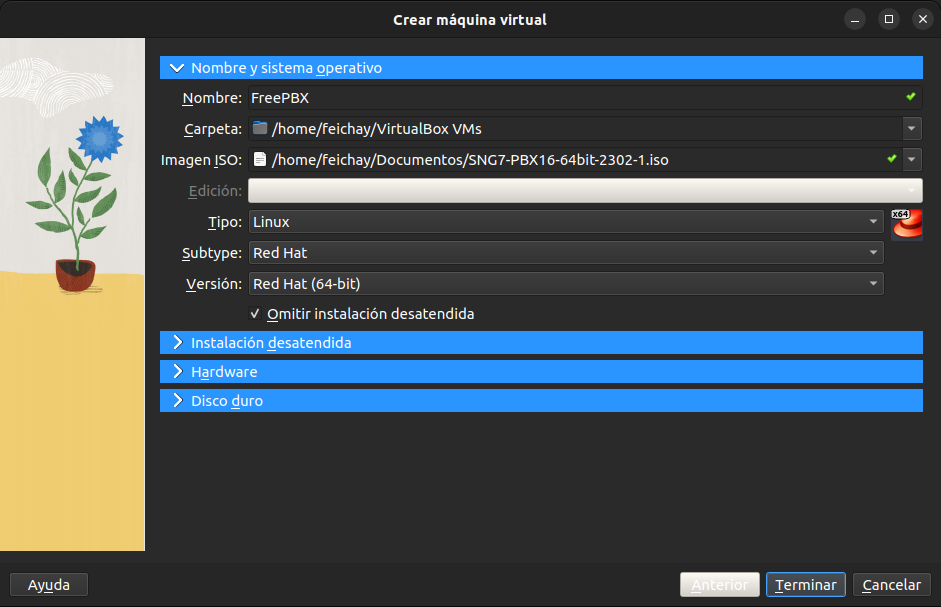 Crear máquina virtual
Nombre y sistema operativo
Nombre: FreePBX
Carpeta: /home/feichay/VirtualBox VMs
Imagen ISO: /home/feichay/Documentos/SNG7-PBX16-64bit-2302-1.iso
Edición:
Tipo: Linux x64
Subtype: Red Hat
Versión: Red Hat (64-bit)
Omitir instalación desatendida
Instalación desatendida
Hardware
Disco duro
Ayuda Anterior Terminar Cancelar